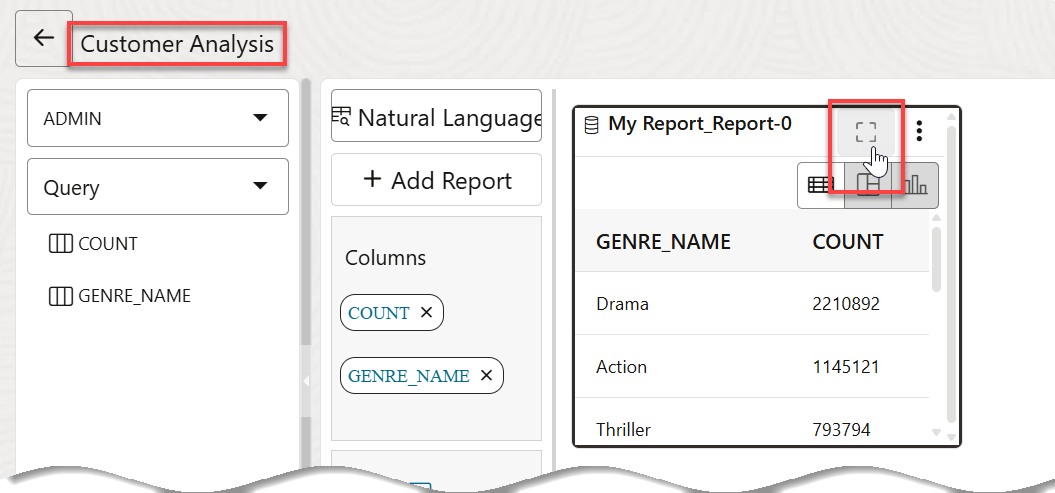 Customer Analysis
ADMIN
Query
COUNT
GENRE_NAME
Natural Language
+ Add Report
Columns
COUNT ×
GENRE_NAME ×
My Report_Report-0
GENRE_NAME COUNT
Drama 2210892
Action 1145121
Thriller 793794